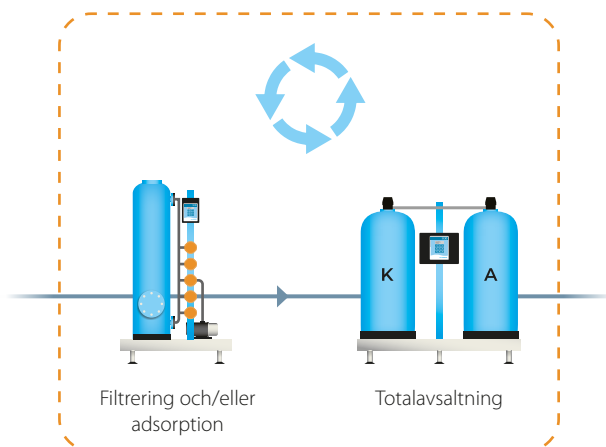 K
A
Filtrering och/eller
adsorption
Totalavsaltning